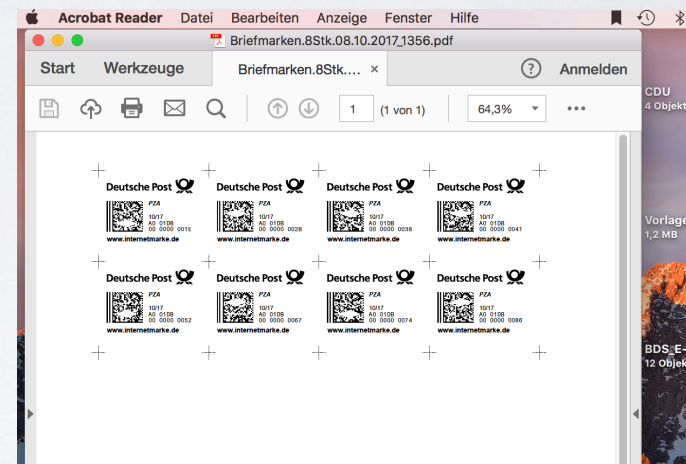 Acrobat Reader Datei Bearbeiten Anzeige Fenster Hilfe
Briefmarken.8Stk.08.10.2017_1356.pdf
Start Werkzeuge Briefmarken.8Stk.... × ? Anmelden
1 (1 von 1) 64,3%
CDU
4 Objekt
Vorlage
1,2 MB
BDS_E-
12 Objek
Deutsche Post Deutsche Post Deutsche Post Deutsche Post
PZA PZA PZA PZA
10/17 10/17 10/17 10/17
A0 01DB A0 01DB A0 01DB A0 01DB
00 0000 001E 00 0000 002B 00 0000 0038 00 0000 0041
www.internetmarke.de www.internetmarke.de www.internetmarke.de www.internetmarke.de
Deutsche Post Deutsche Post Deutsche Post Deutsche Post
PZA PZA PZA PZA
10/17 10/17 10/17 10/17
A0 01DB A0 01DB A0 01DB A0 01DB
00 0000 0052 00 0000 0067 00 0000 0074 00 0000 0086
www.internetmarke.de www.internetmarke.de www.internetmarke.de www.internetmarke.de